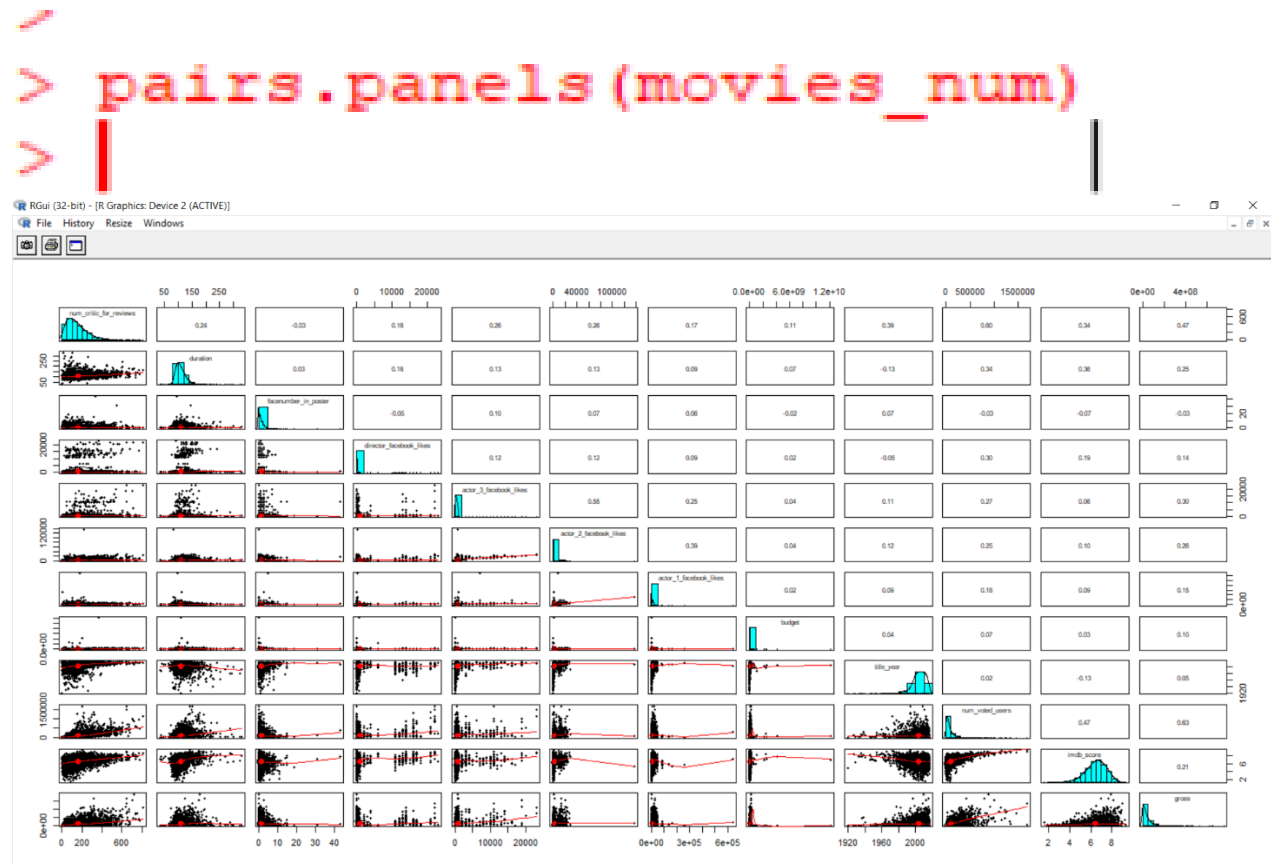 >
> pairs.panels(movies_num)
>
RGui (32-bit) - [R Graphics: Device 2 (ACTIVE)]
File History Resize Windows
50 150 250 0 10000 20000 0 40000 100000 0.0e+00 6.0e+09 1.2e+10 0 500000 1500000 0e+00 4e+08
num_critic_for_reviews 0.24 -0.03 0.18 0.26 0.26 0.17 0.11 0.39 0.60 0.34 0.47 0 600
50 250 duration 0.03 0.18 0.13 0.13 0.09 0.07 -0.13 0.34 0.36 0.25
facenumber_in_poster -0.05 0.10 0.07 0.06 -0.02 0.07 -0.03 -0.07 -0.03 0 20
0 20000 director_facebook_likes 0.12 0.12 0.09 0.02 -0.05 0.30 0.19 0.14
actor_3_facebook_likes 0.55 0.25 0.04 0.11 0.27 0.06 0.30 0 20000
0 120000 actor_2_facebook_likes 0.39 0.04 0.12 0.25 0.10 0.26
actor_1_facebook_likes 0.02 0.09 0.18 0.09 0.15 0e+00
0.0e+00 budget 0.04 0.07 0.03 0.10
title_year 0.02 -0.13 0.05 1920
0 1500000 num_voted_users 0.47 0.63
imdb_score 0.21 2 6
0e+00 gross
0 200 600 0 10 20 30 40 0 10000 20000 0e+00 3e+05 6e+05 1920 1960 2000 2 4 6 8